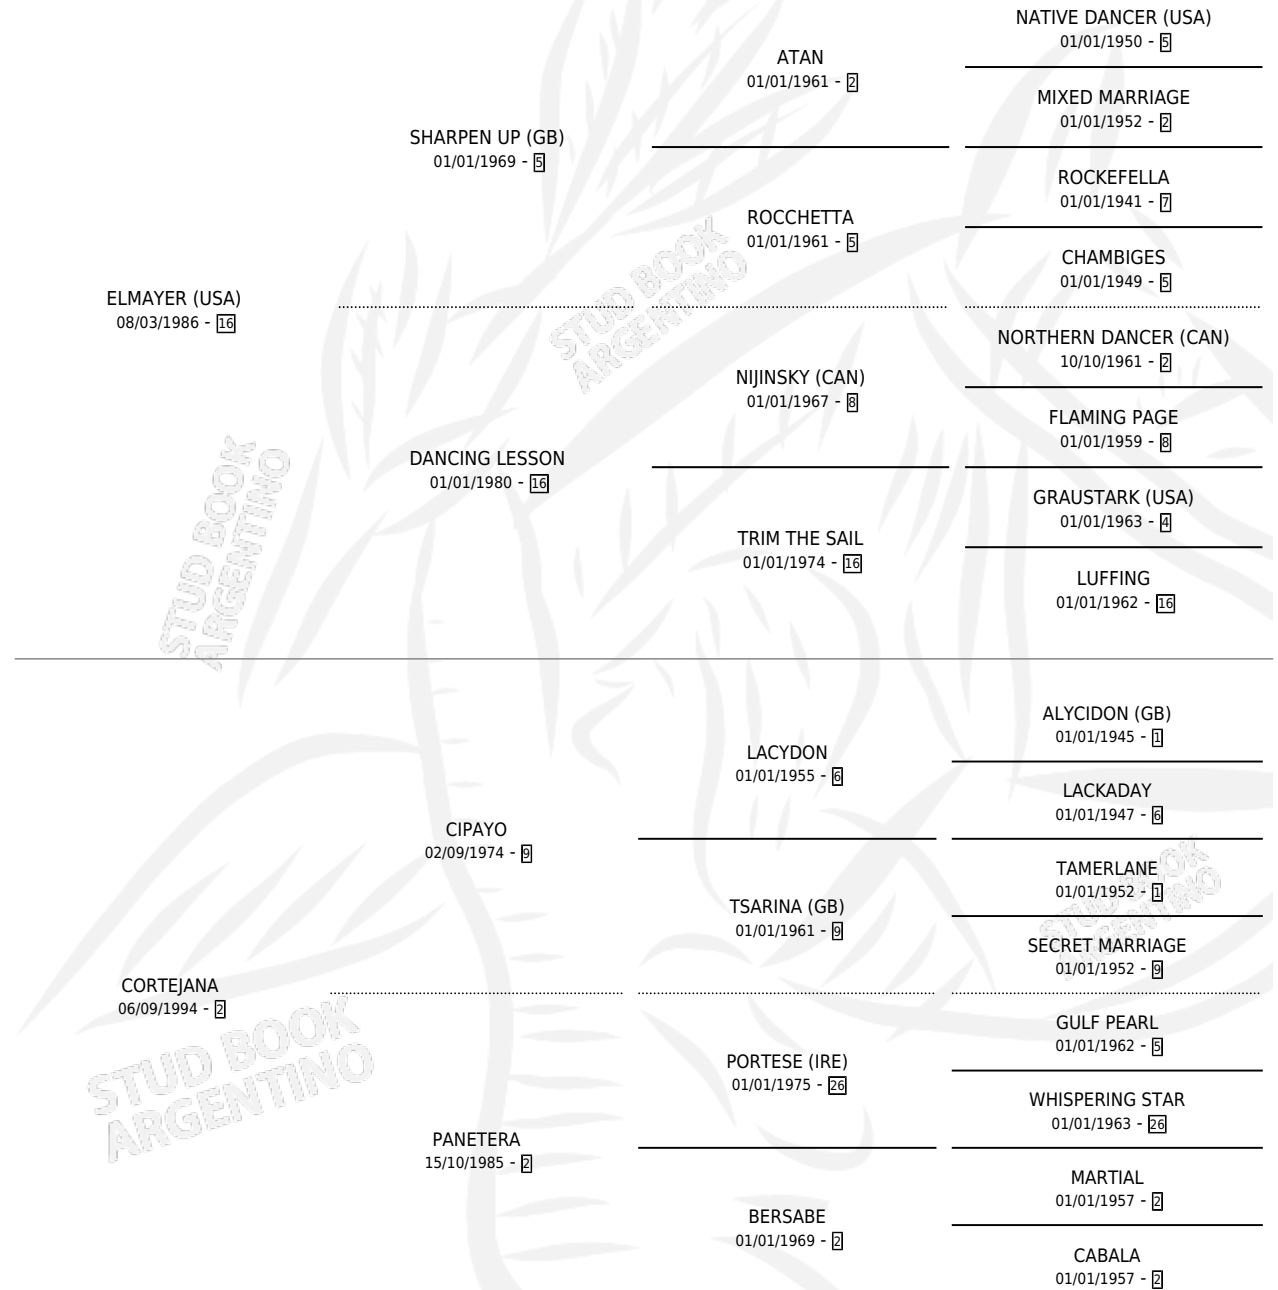 NATIVE DANCER (USA)
01/01/1950 - 5
ATAN
01/01/1961 - 2
MIXED MARRIAGE
01/01/1952 - 2
SHARPEN UP (GB)
01/01/1969 - 5
ROCKEFELLA
01/01/1941 - 7
ROCCHETTA
01/01/1961 - 5
CHAMBIGES
01/01/1949 - 5
ELMAYER (USA)
08/03/1986 - 16
STUD BOOK
ARGENTINO
NORTHERN DANCER (CAN)
10/10/1961 - 2
NIJINSKY (CAN)
01/01/1967 - 8
FLAMING PAGE
01/01/1959 - 8
DANCING LESSON
01/01/1980 - 16
GRAUSTARK (USA)
01/01/1963 - 4
TRIM THE SAIL
01/01/1974 - 16
LUFFING
01/01/1962 - 16
STUD BOOK
ARGENTINO
ALYCIDON (GB)
01/01/1945 - 1
LACYDON
01/01/1955 - 6
LACKADAY
01/01/1947 - 6
CIPAYO
02/09/1974 - 9
TAMERLANE
01/01/1952 - 1
TSARINA (GB)
01/01/1961 - 9
SECRET MARRIAGE
01/01/1952 - 9
STUD BOOK
ARGENTINO
CORTEJANA
06/09/1994 - 2
GULF PEARL
01/01/1962 - 5
PORTESE (IRE)
01/01/1975 - 26
WHISPERING STAR
01/01/1963 - 26
STUD BOOK
ARGENTINO
PANETERA
15/10/1985 - 2
MARTIAL
01/01/1957 - 2
BERSABE
01/01/1969 - 2
CABALA
01/01/1957 - 2